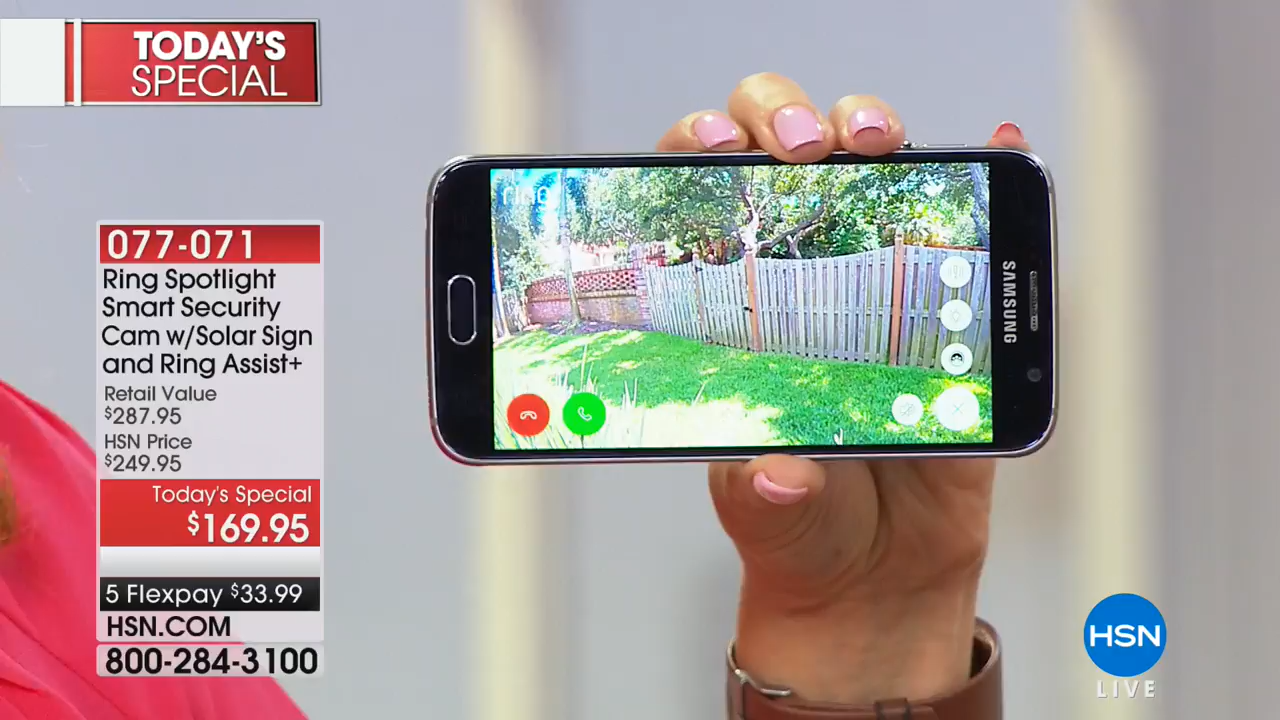 TODAY'S
SPECIAL
077-071
Ring Spotlight
Smart Security
Cam w/Solar Sign
and Ring Assist+
Retail Value
$287.95
HSN Price
$249.95
Today's Special
$169.95
5 Flexpay $33.99
HSN.COM
800-284-3100
ring
SAMSUNG
HSN
LIVE